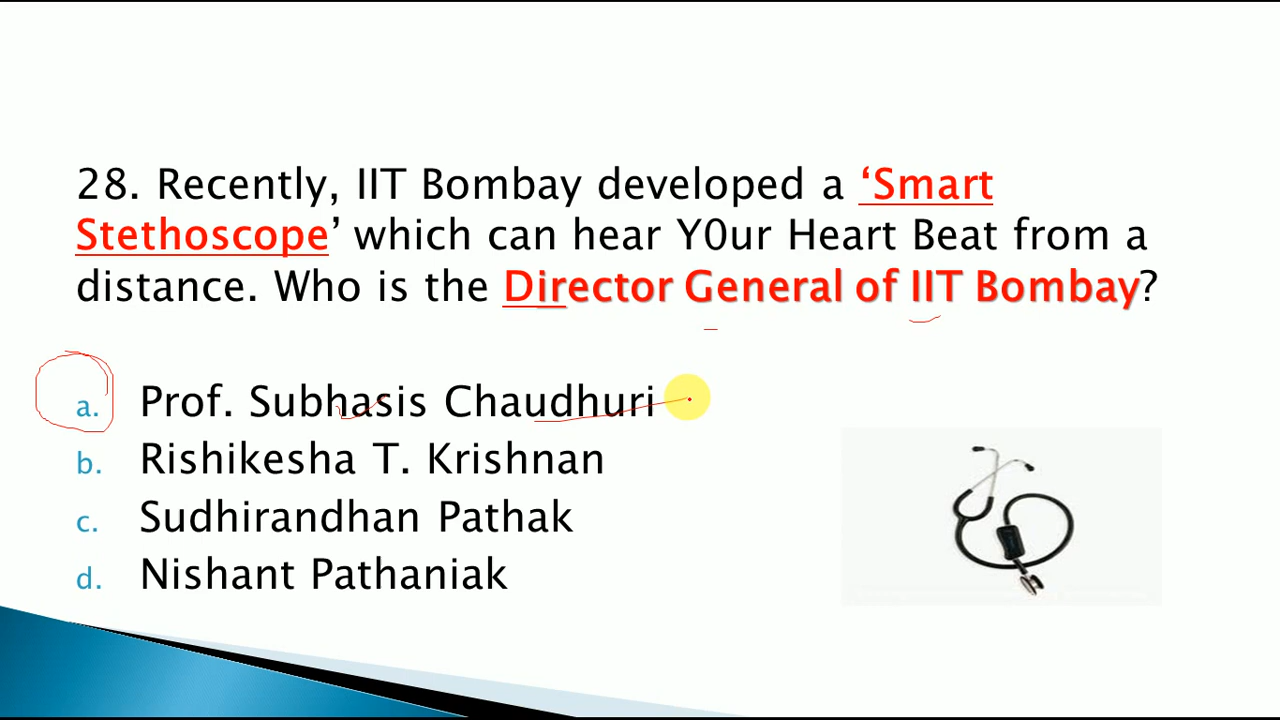 28. Recently, IIT Bombay developed a ‘Smart
Stethoscope’ which can hear Y0ur Heart Beat from a
distance. Who is the Director General of IIT Bombay?
a. Prof. Subhasis Chaudhuri
b. Rishikesha T. Krishnan
c. Sudhirandhan Pathak
d. Nishant Pathaniak